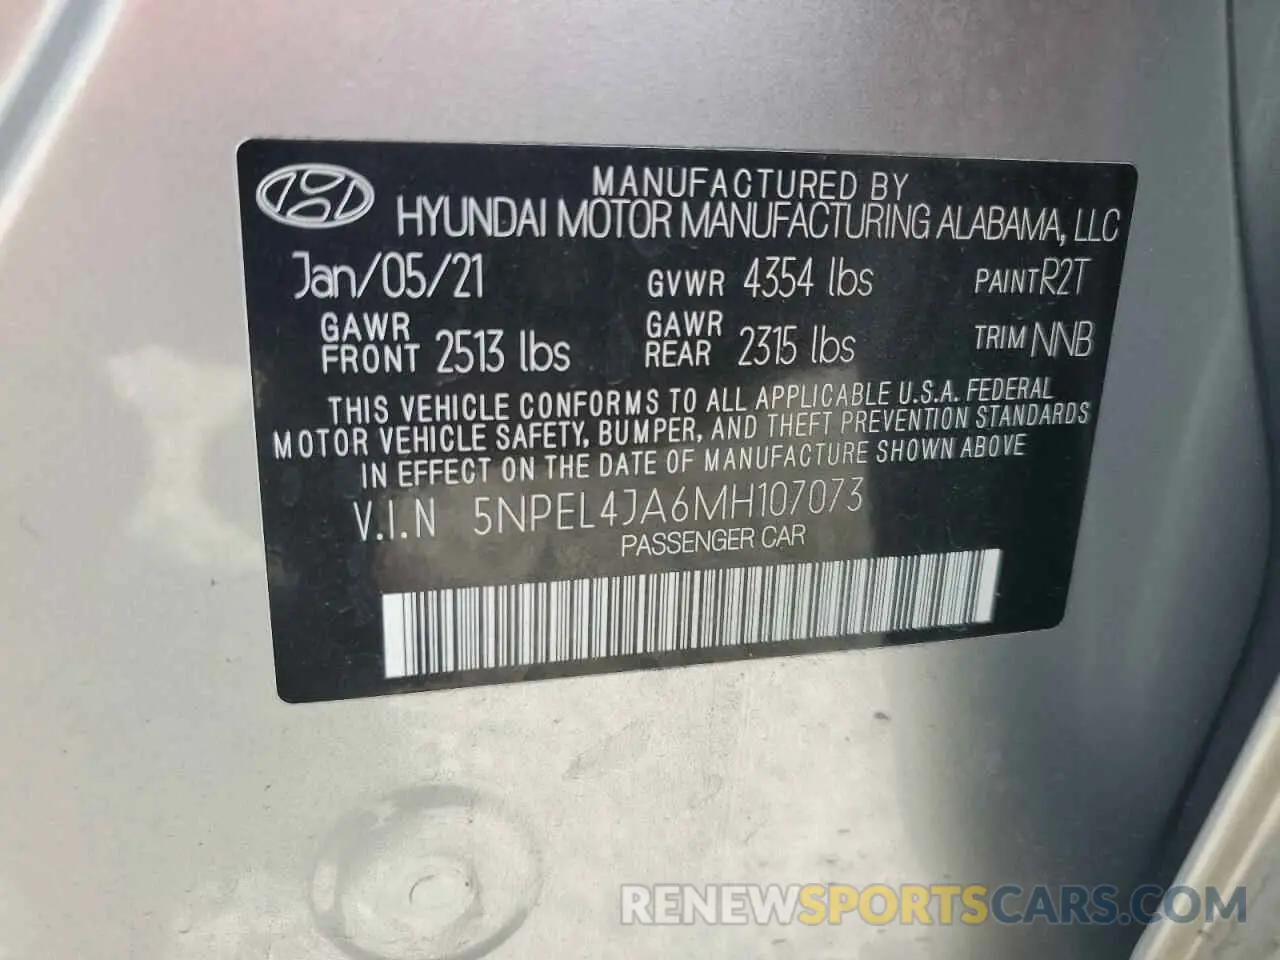 MANUFACTURED BY
HYUNDAI MOTOR MANUFACTURING ALABAMA, LLC
Jan/05/21 GVWR 4354 lbs PAINT R2T
GAWR FRONT 2513 lbs GAWR REAR 2315 lbs TRIM NNB
THIS VEHICLE CONFORMS TO ALL APPLICABLE U.S.A. FEDERAL
MOTOR VEHICLE SAFETY, BUMPER, AND THEFT PREVENTION STANDARDS
IN EFFECT ON THE DATE OF MANUFACTURE SHOWN ABOVE
V.I.N 5NPEL4JA6MH107073
PASSENGER CAR
RENEWSPORTSCARS.COM